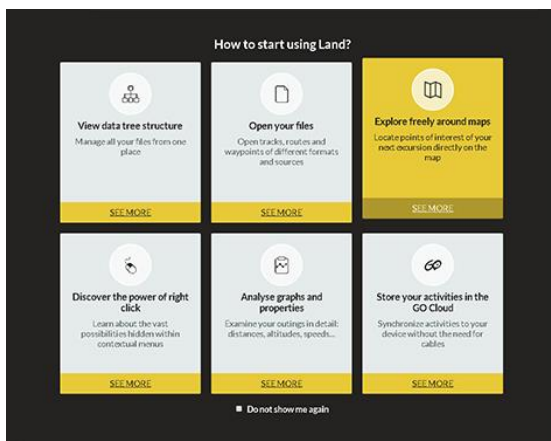 How to start using Land?
View data tree structure
Manage all your files from one
place
SEE MORE
Open your files
Open tracks, routes and
waypoints of different formats
and sources
SEE MORE
Explore freely around maps
Locate points of interest of your
next excursion directly on the
map
SEE MORE
Discover the power of right
click
Learn about the vast
possibilities hidden within
contextual menus
SEE MORE
Analyse graphs and
properties
Examine your outings in detail:
distances, altitudes, speeds...
SEE MORE
GO
Store your activities in the
GO Cloud
Synchronize activities to your
device without the need for
cables
SEE MORE
Do not show me again